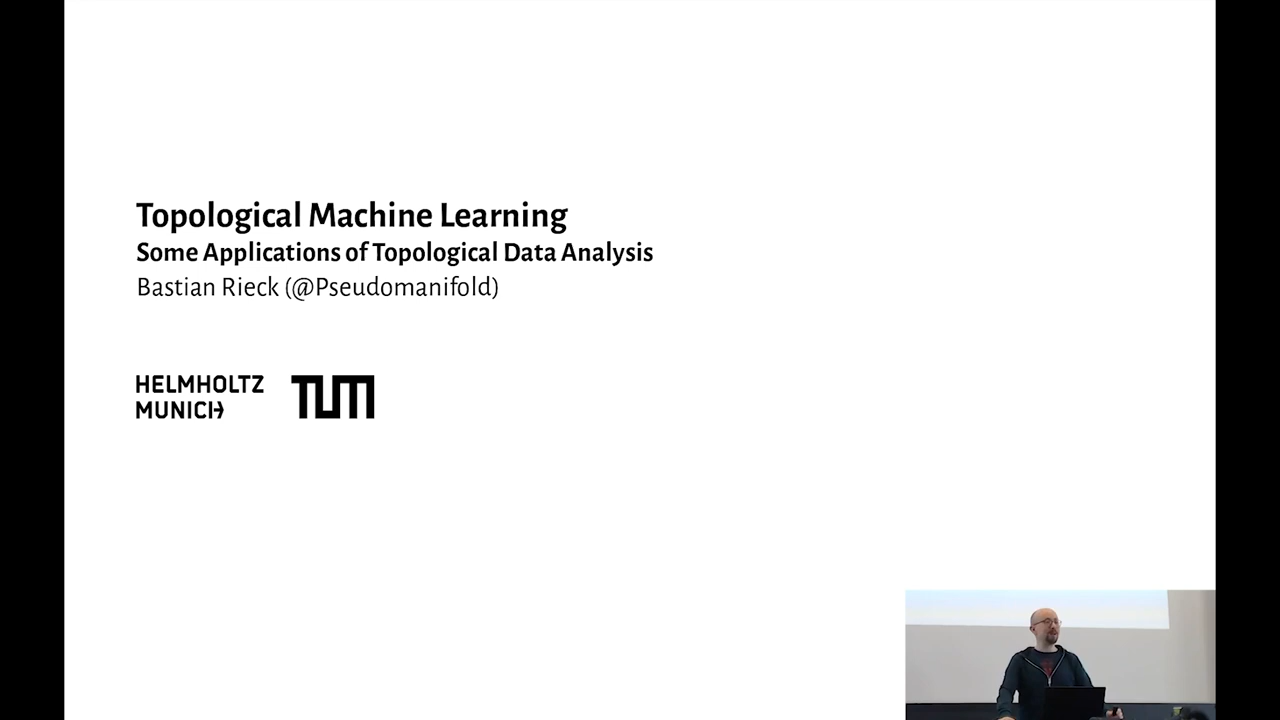 Topological Machine Learning
Some Applications of Topological Data Analysis
Bastian Rieck (@Pseudomanifold)
HELMHOLTZ
MUNICH
TUM